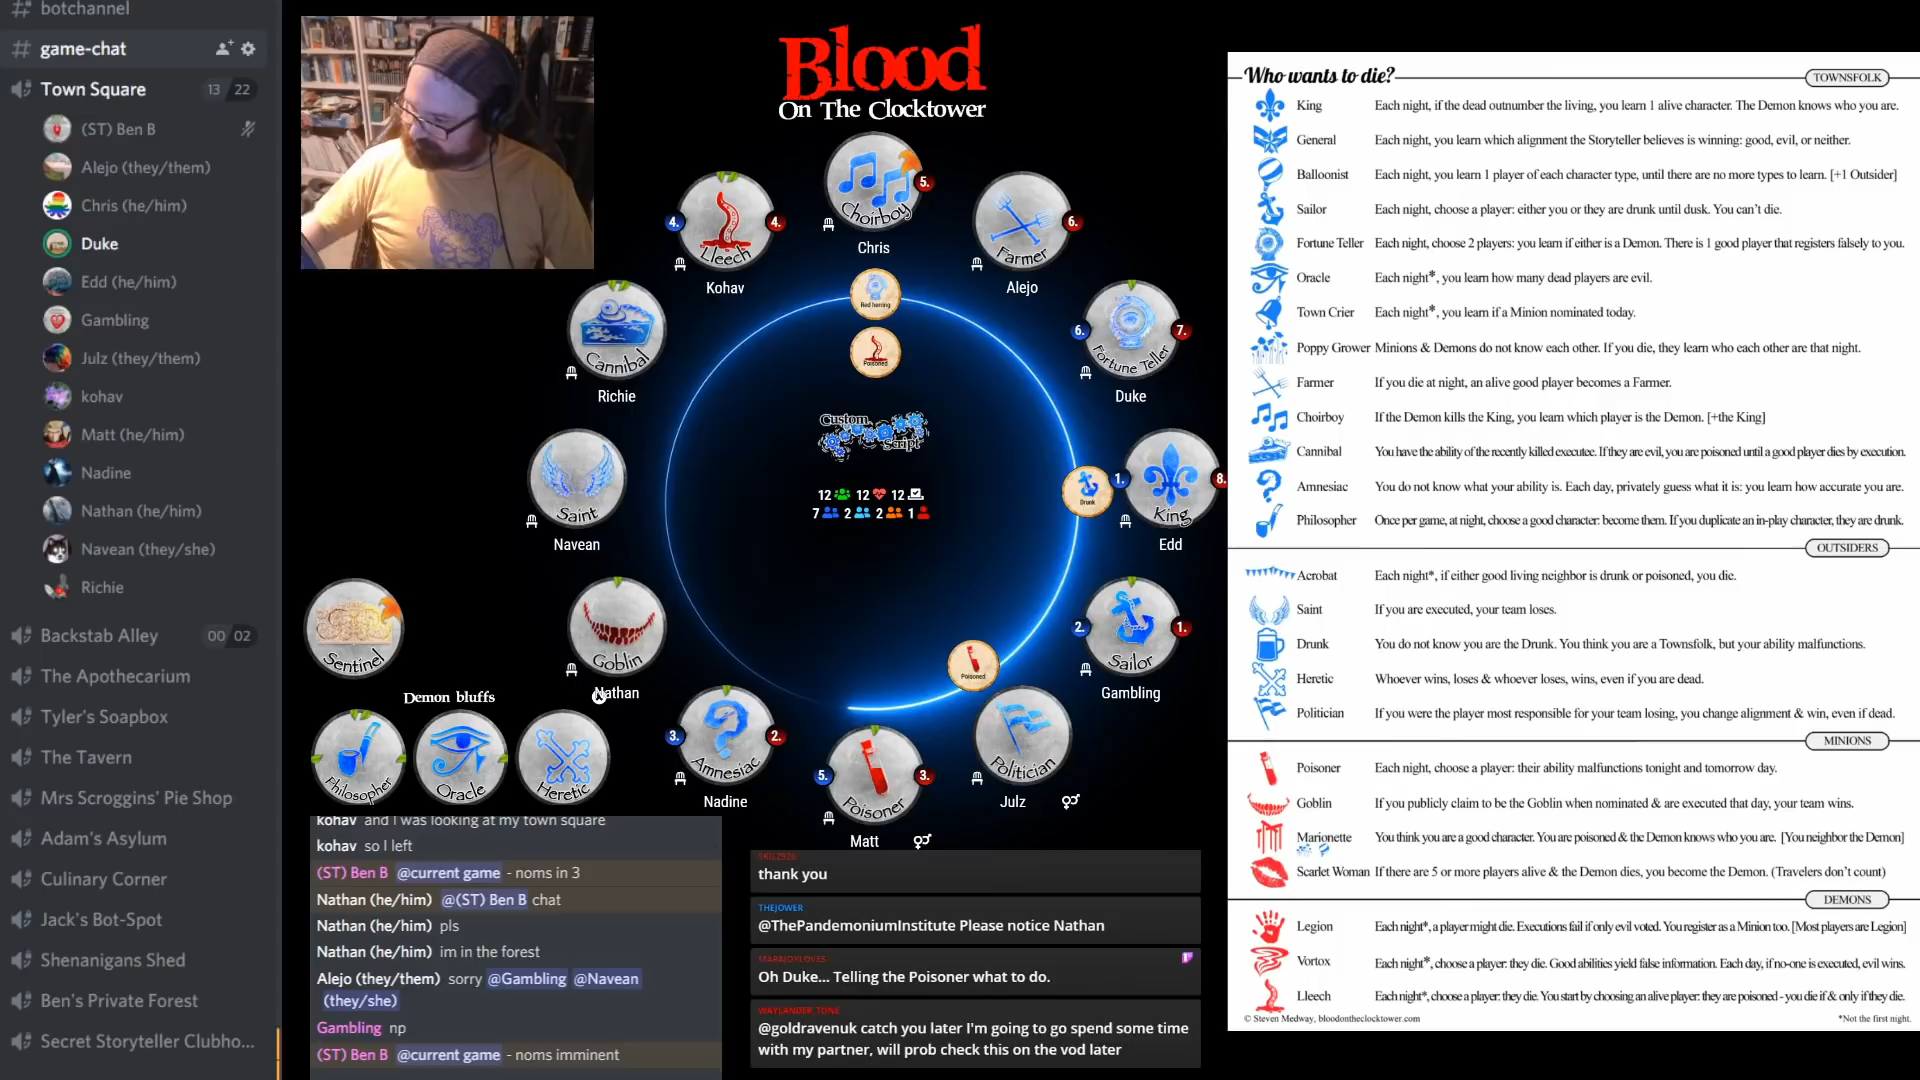 botchannel
game-chat
Town Square 13 22
(ST) Ben B
Alejo (they/them)
Chris (he/him)
Duke
Edd (he/him)
Gambling
Julz (they/them)
kohav
Matt (he/him)
Nadine
Nathan (he/him)
Navean (they/she)
Richie
Backstab Alley 00 02
The Apothecarium
Tyler's Soapbox
The Tavern
Mrs Scroggins' Pie Shop
Adam's Asylum
Culinary Corner
Jack's Bot-Spot
Shenanigans Shed
Ben's Private Forest
Secret Storyteller Clubho...
Blood
On The Clocktower
Choirboy
5.
Chris
4.
Lleech
4.
Kohav
Farmer
6.
Alejo
Cannibal
Richie
Red herring
Poisoned
6.
Fortune Teller
7.
Duke
Custom
Script
Saint
Navean
12 12 12
7 2 2 1
Drunk
1.
King
8.
Edd
Sentinel
Goblin
Nathan
Poisoned
2.
Sailor
1.
Gambling
Demon bluffs
Philosopher
Oracle
Heretic
3.
Amnesiac
2.
Nadine
5.
Poisoner
3.
Matt
Politician
Julz
kohav and I was looking at my town square
kohav so I left
(ST) Ben B @current game - noms in 3
Nathan (he/him) @(ST) Ben B chat
Nathan (he/him) pls
Nathan (he/him) im in the forest
Alejo (they/them) sorry @Gambling @Navean
(they/she)
Gambling np
(ST) Ben B @current game - noms imminent
thank you
THEJOWER
@ThePandemoniumInstitute Please notice Nathan
MARAJOYLOVES
Oh Duke... Telling the Poisoner what to do.
WAYLANDER_TONE
@goldravenuk catch you later I'm going to go spend some time
with my partner, will prob check this on the vod later
Who wants to die?
TOWNSFOLK
King Each night, if the dead outnumber the living, you learn 1 alive character. The Demon knows who you are.
General Each night, you learn which alignment the Storyteller believes is winning: good, evil, or neither.
Balloonist Each night, you learn 1 player of each character type, until there are no more types to learn. [+1 Outsider]
Sailor Each night, choose a player: either you or they are drunk until dusk. You can't die.
Fortune Teller Each night, choose 2 players: you learn if either is a Demon. There is 1 good player that registers falsely to you.
Oracle Each night*, you learn how many dead players are evil.
Town Crier Each night*, you learn if a Minion nominated today.
Poppy Grower Minions & Demons do not know each other. If you die, they learn who each other are that night.
Farmer If you die at night, an alive good player becomes a Farmer.
Choirboy If the Demon kills the King, you learn which player is the Demon. [+the King]
Cannibal You have the ability of the recently killed executee. If they are evil, you are poisoned until a good player dies by execution.
Amnesiac You do not know what your ability is. Each day, privately guess what it is: you learn how accurate you are.
Philosopher Once per game, at night, choose a good character: become them. If you duplicate an in-play character, they are drunk.
OUTSIDERS
Acrobat Each night*, if either good living neighbor is drunk or poisoned, you die.
Saint If you are executed, your team loses.
Drunk You do not know you are the Drunk. You think you are a Townsfolk, but your ability malfunctions.
Heretic Whoever wins, loses & whoever loses, wins, even if you are dead.
Politician If you were the player most responsible for your team losing, you change alignment & win, even if dead.
MINIONS
Poisoner Each night, choose a player: their ability malfunctions tonight and tomorrow day.
Goblin If you publicly claim to be the Goblin when nominated & are executed that day, your team wins.
Marionette You think you are a good character. You are poisoned & the Demon knows who you are. [You neighbor the Demon]
Scarlet Woman If there are 5 or more players alive & the Demon dies, you become the Demon. (Travelers don't count)
DEMONS
Legion Each night*, a player might die. Executions fail if only evil voted. You register as a Minion too. [Most players are Legion]
Vortox Each night*, choose a player: they die. Good abilities yield false information. Each day, if no-one is executed, evil wins.
Lleech Each night*, choose a player: they die. You start by choosing an alive player: they are poisoned - you die if & only if they die.
© Steven Medway, bloodontheclocktower.com *Not the first night.